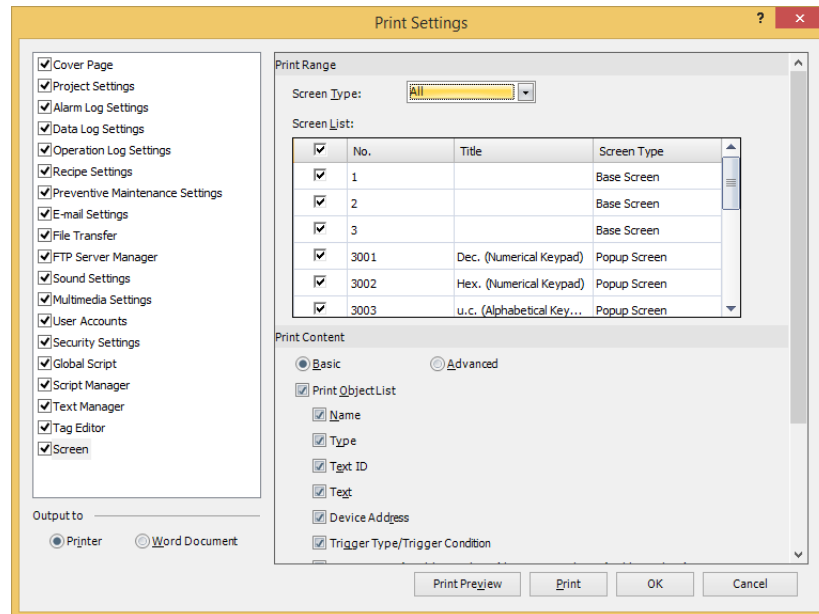 Print Settings
? ×
Cover Page
Project Settings
Alarm Log Settings
Data Log Settings
Operation Log Settings
Recipe Settings
Preventive Maintenance Settings
E-mail Settings
File Transfer
FTP Server Manager
Sound Settings
Multimedia Settings
User Accounts
Security Settings
Global Script
Script Manager
Text Manager
Tag Editor
Screen
Output to
Printer Word Document
Print Range
Screen Type: All
Screen List:
No. Title Screen Type
1 Base Screen
2 Base Screen
3 Base Screen
3001 Dec. (Numerical Keypad) Popup Screen
3002 Hex. (Numerical Keypad) Popup Screen
3003 u.c. (Alphabetical Key... Popup Screen
Print Content
Basic Advanced
Print ObjectList
Name
Type
Text ID
Text
Device Address
Trigger Type/Trigger Condition
Print Preview Print OK Cancel